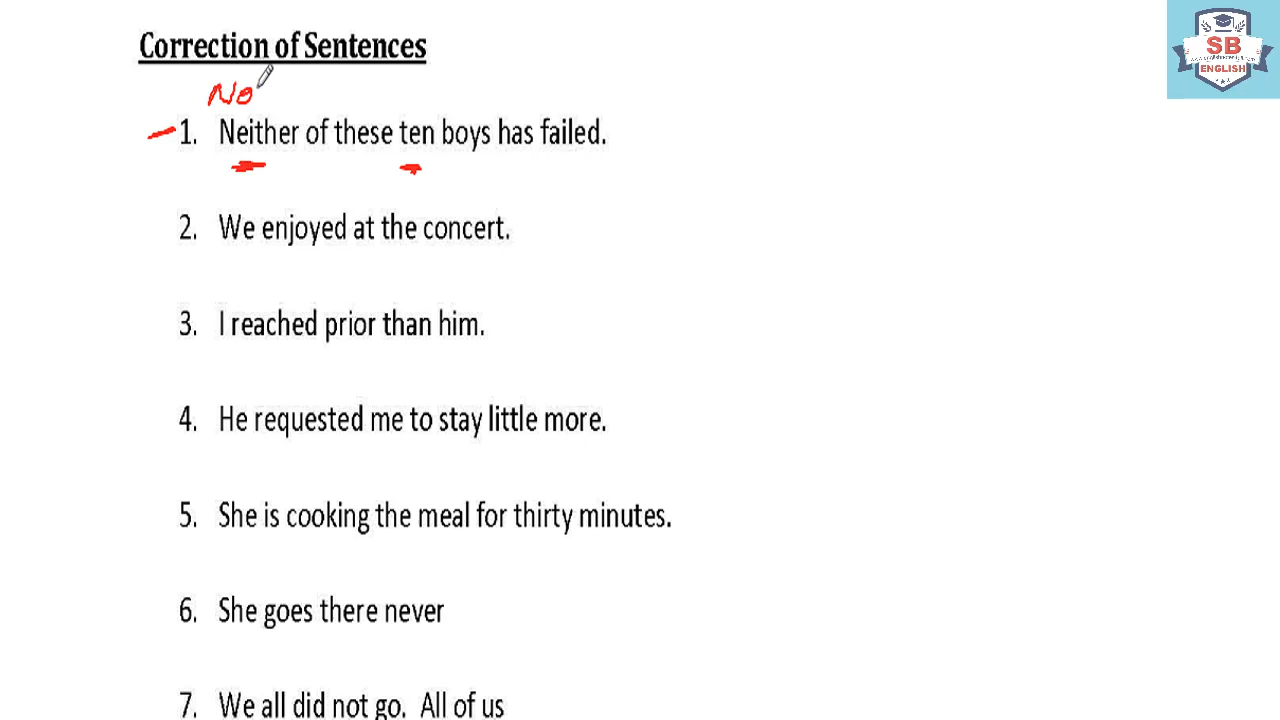 Correction of Sentences
No
1. Neither of these ten boys has failed.
2. We enjoyed at the concert.
3. I reached prior than him.
4. He requested me to stay little more.
5. She is cooking the meal for thirty minutes.
6. She goes there never
7. We all did not go. All of us
SB
ENGLISH